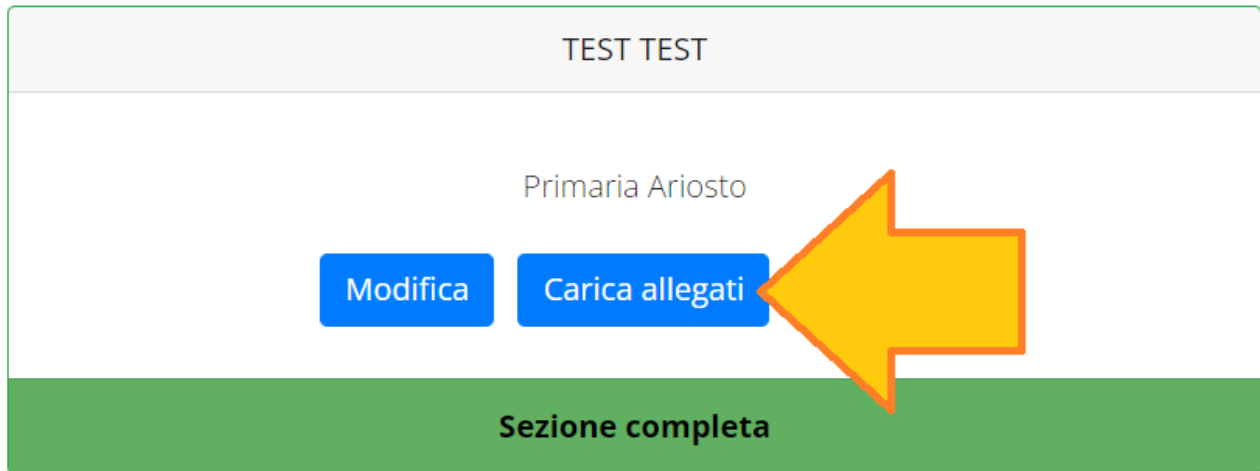 TEST TEST
Primaria Ariosto
Modifica Carica allegati
Sezione completa